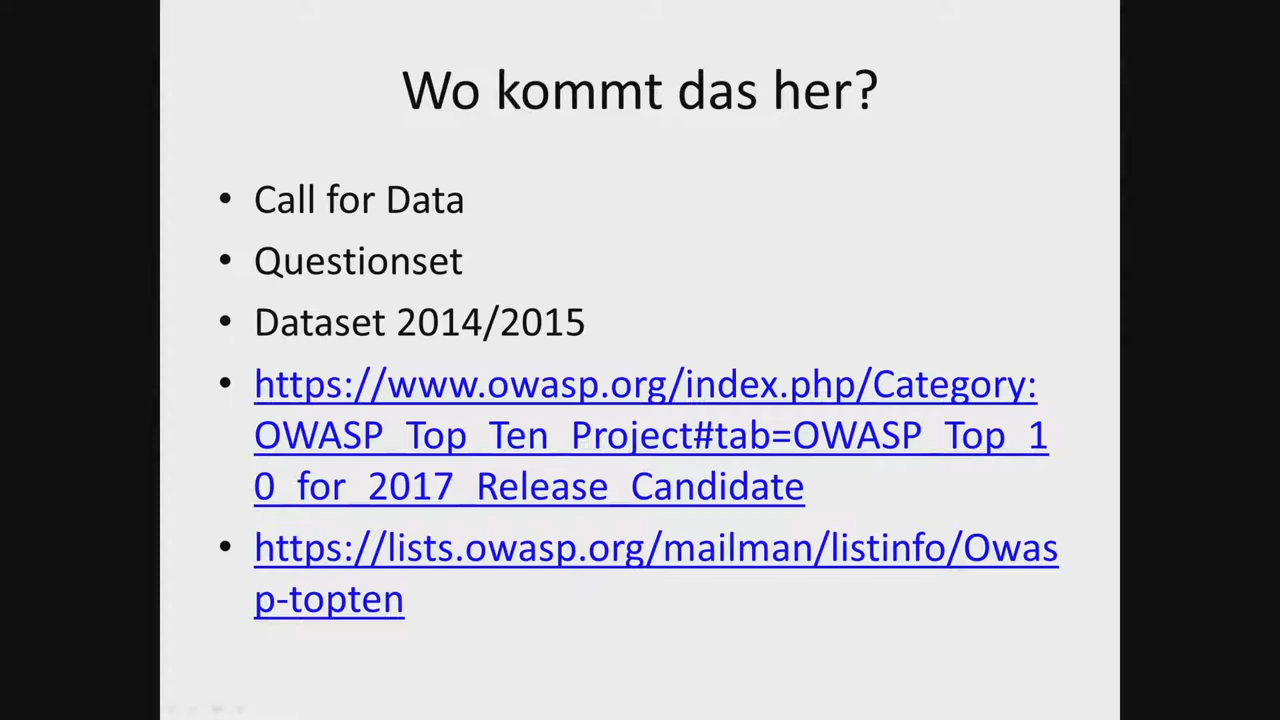 Wo kommt das her?
• Call for Data
• Questionset
• Dataset 2014/2015
• https://www.owasp.org/index.php/Category:
OWASP_Top_Ten_Project#tab=OWASP_Top_1
0_for_2017_Release_Candidate
• https://lists.owasp.org/mailman/listinfo/Owas
p-topten